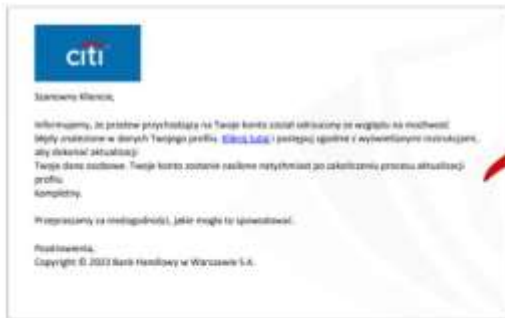 citi
Szanowny Kliencie,
Informujemy, że przelew przychodzący na Twoje konto został odrzucony ze względu na możliwość
błędy znalezione w danych Twojego profilu. Kliknij tutaj i postępuj zgodnie z wyświetlanymi instrukcjami,
aby dokonać aktualizacji
Twoje dane osobowe. Twoje konto zostanie zasilone natychmiast po zakończeniu procesu aktualizacji
profilu.
Kompletny.
Przepraszamy za niedogodności, jakie mogło to spowodować.
Pozdrowienia.
Copyright © 2023 Bank Handlowy w Warszawie S.A.